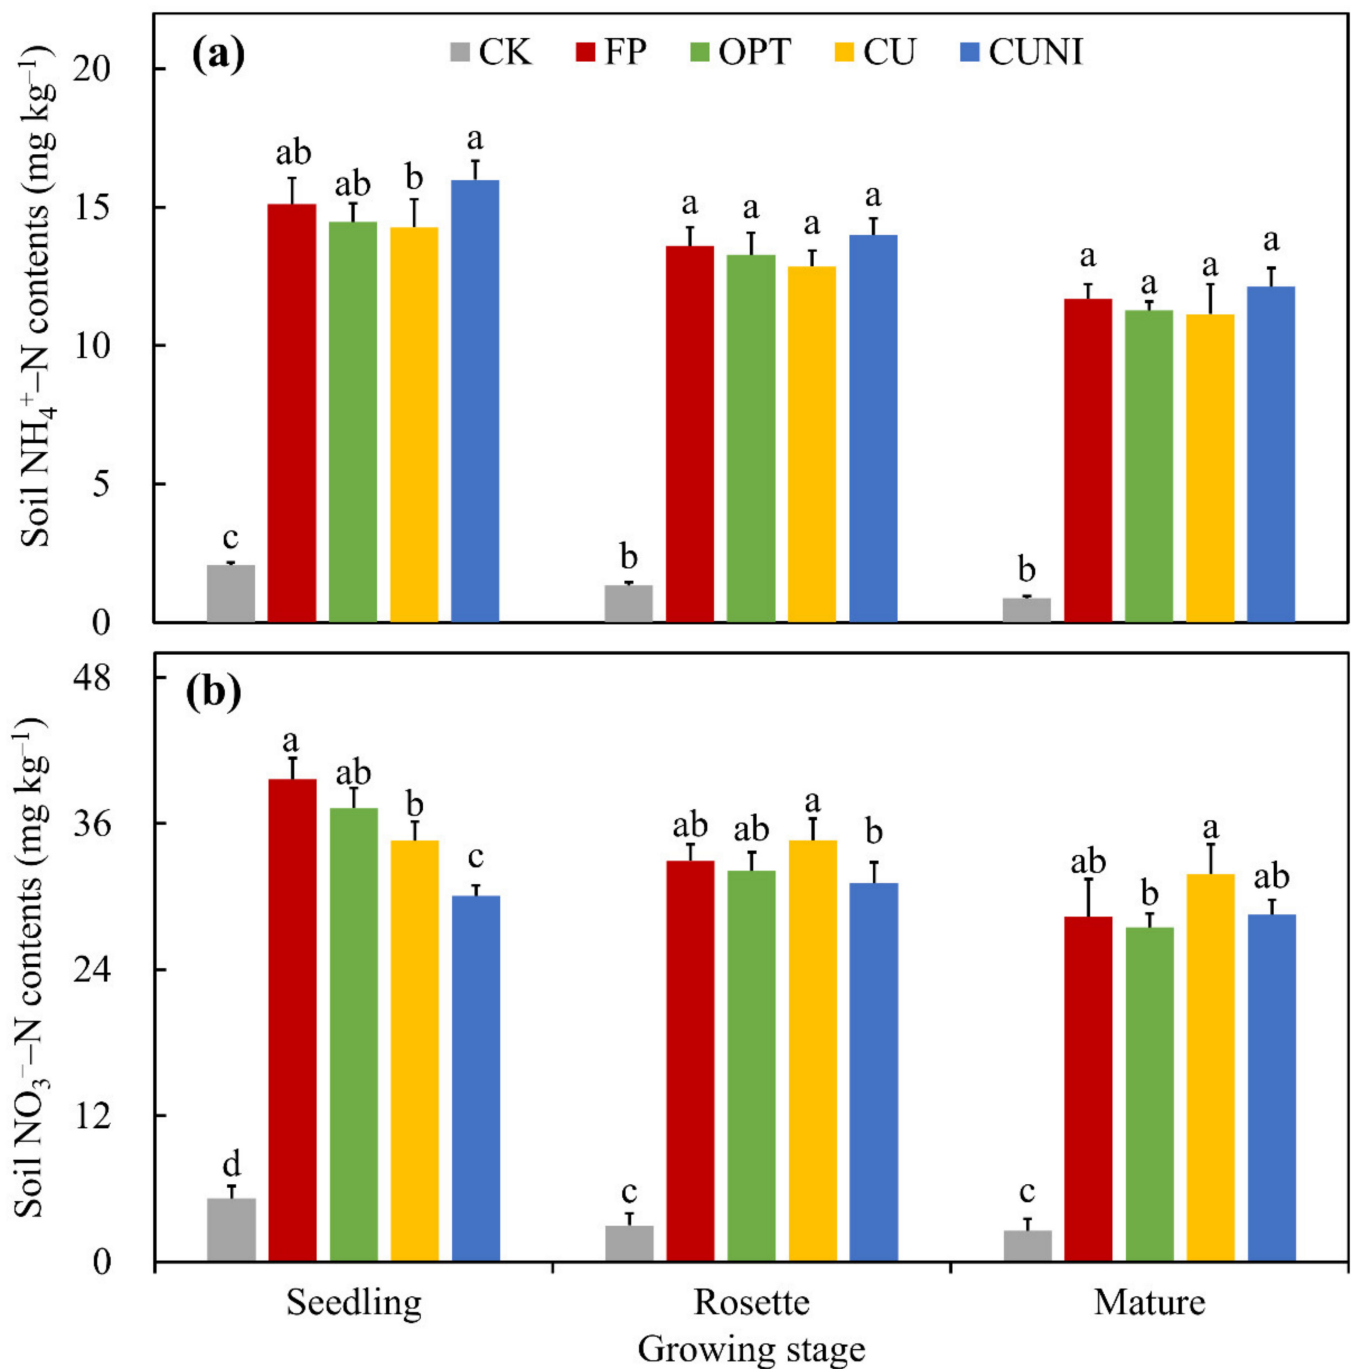 (a) CK FP OPT CU CUNI
Soil NH₄⁺–N contents (mg kg⁻¹)
20
15
10
5
0
c ab ab b a
b a a a a
b a a a a
(b)
Soil NO₃⁻–N contents (mg kg⁻¹)
48
36
24
12
0
d a ab b c
c ab ab a b
c ab b a ab
Seedling Rosette Mature
Growing stage